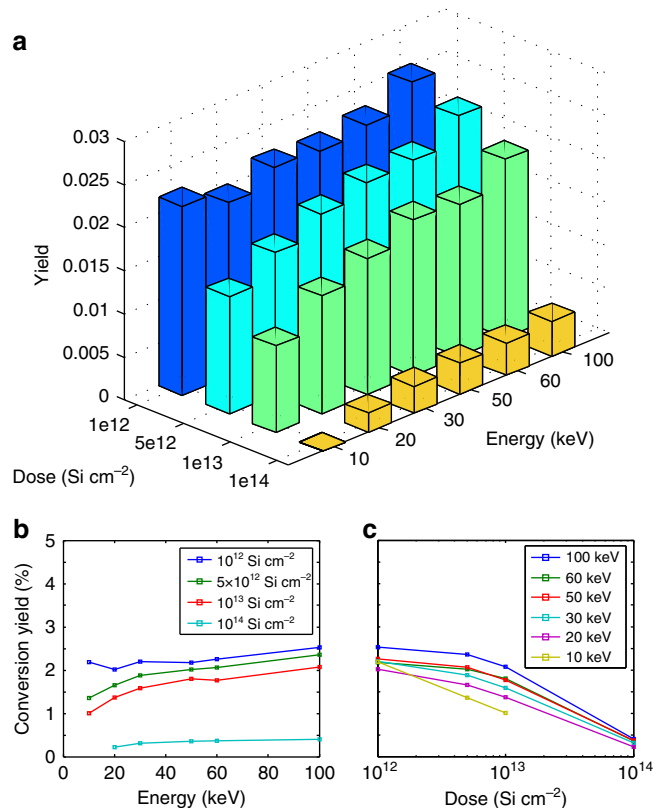 a
0.03
0.025
0.02
0.015
0.01
0.005
0
Yield
1e12
5e12
1e13
1e14
Dose (Si cm⁻²)
10
20
30
50
60
100
Energy (keV)
b
5
4
3
2
1
0
Conversion yield (%)
0 20 40 60 80 100
Energy (keV)
10¹² Si cm⁻²
5×10¹² Si cm⁻²
10¹³ Si cm⁻²
10¹⁴ Si cm⁻²
c
100 keV
60 keV
50 keV
30 keV
20 keV
10 keV
10¹² 10¹³ 10¹⁴
Dose (Si cm⁻²)